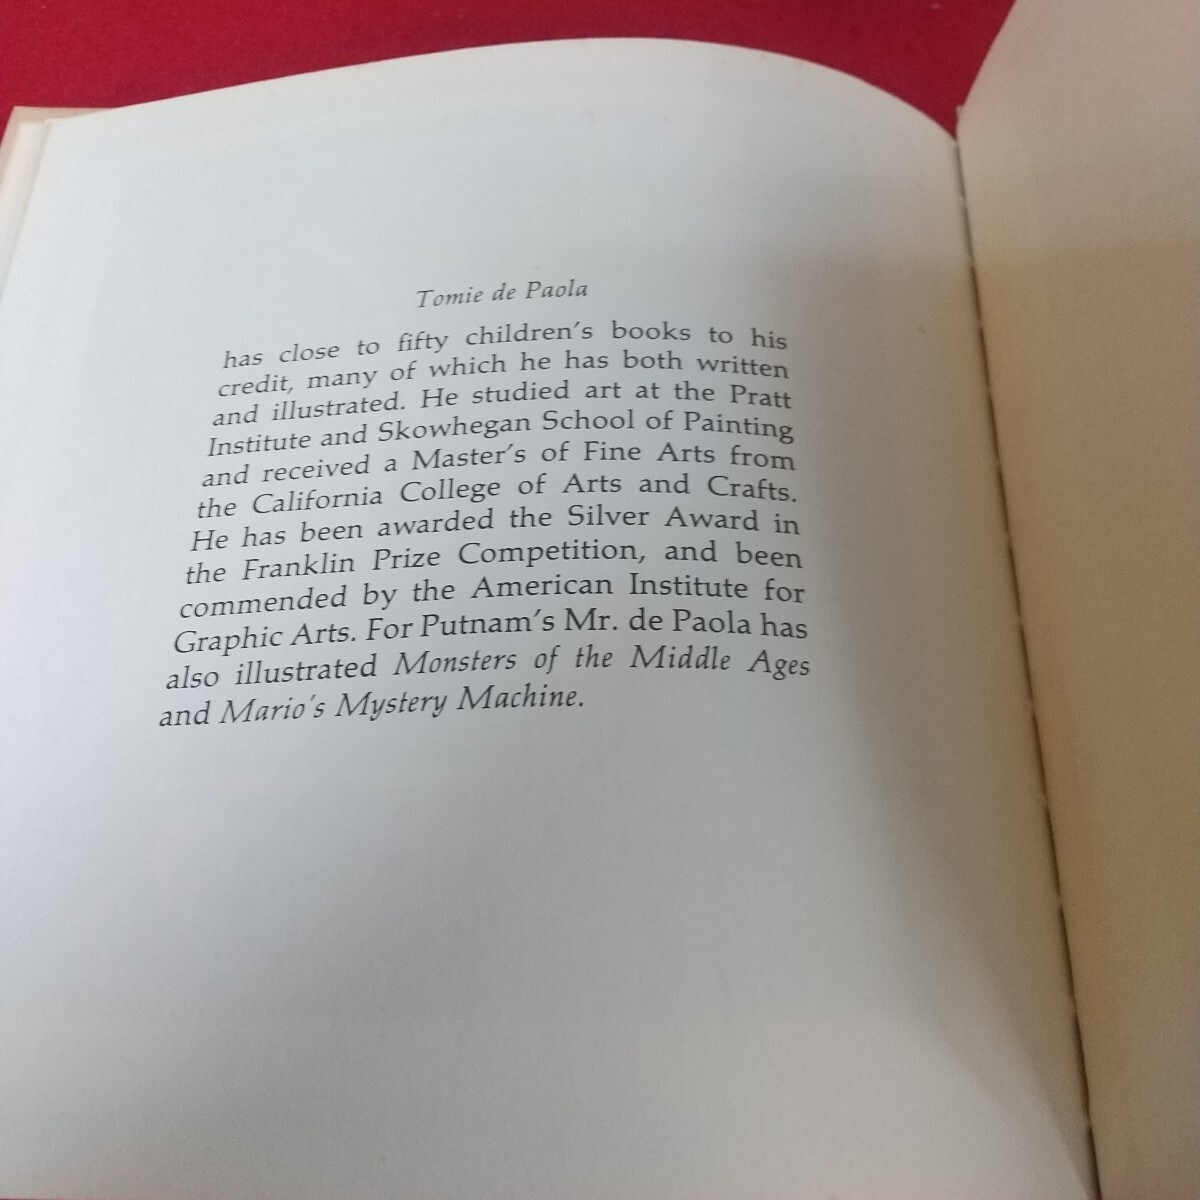 Tomie de Paola
has close to fifty children's books to his
credit, many of which he has both written
and illustrated. He studied art at the Pratt
Institute and Skowhegan School of Painting
and received a Master's of Fine Arts from
the California College of Arts and Crafts.
He has been awarded the Silver Award in
the Franklin Prize Competition, and been
commended by the American Institute for
Graphic Arts. For Putnam's Mr. de Paola has
also illustrated Monsters of the Middle Ages
and Mario's Mystery Machine.